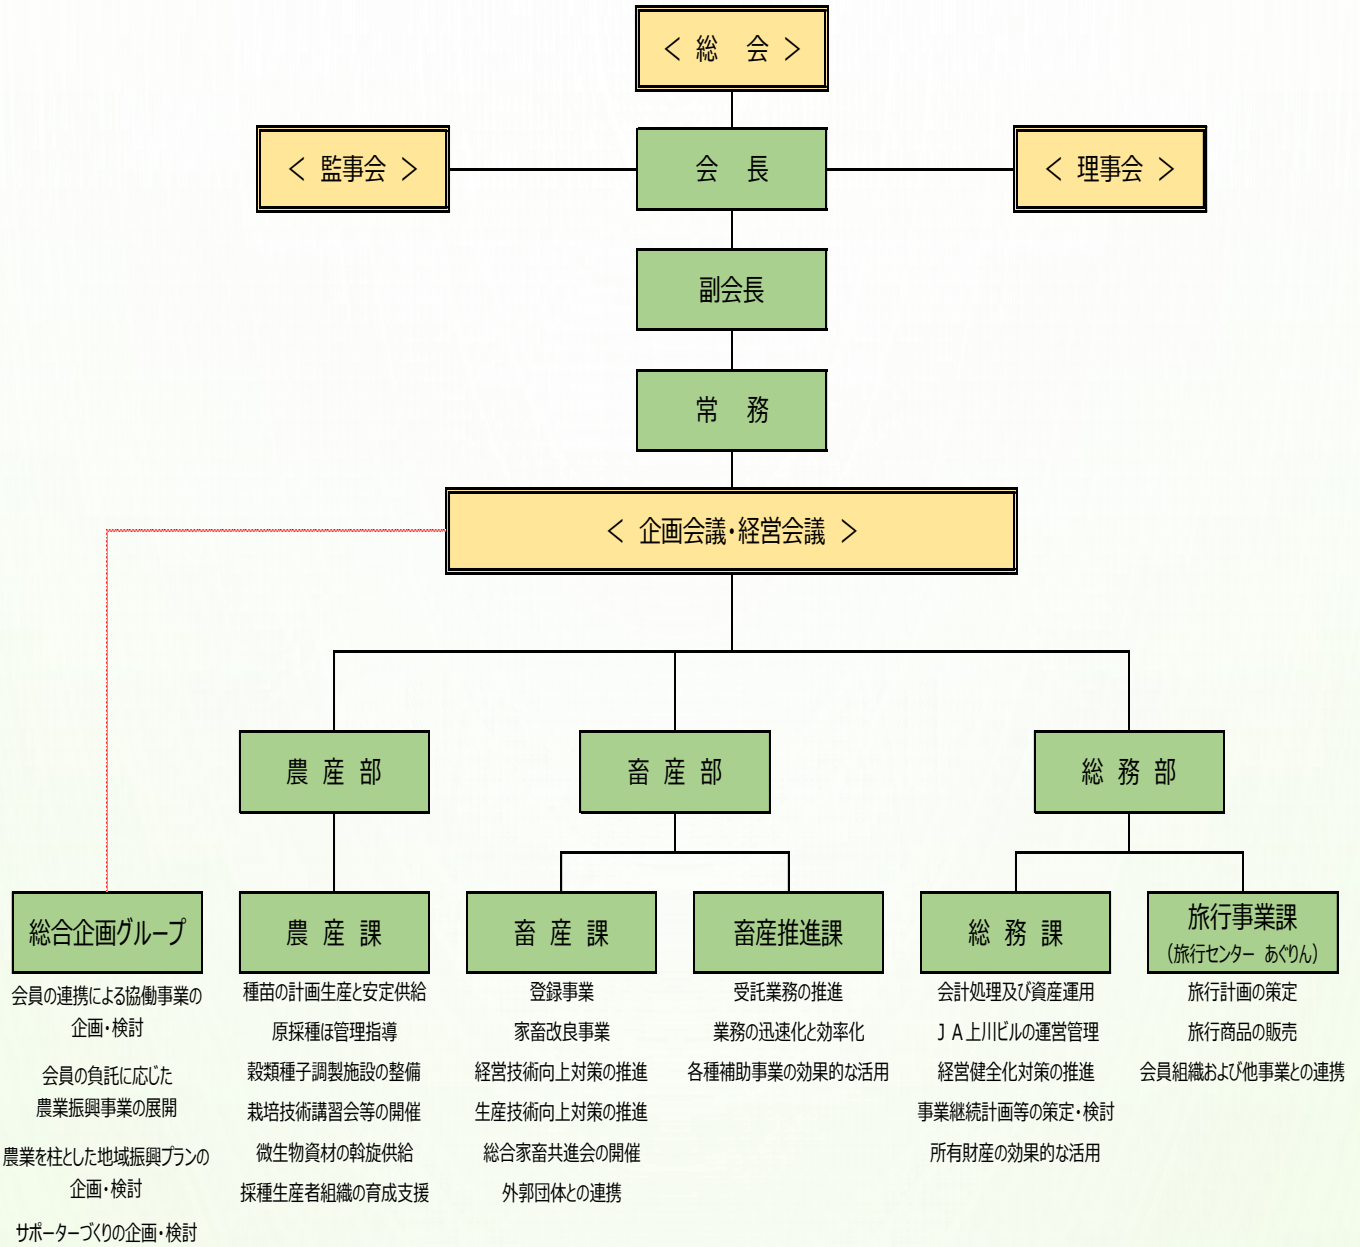 ＜ 総　会 ＞
＜ 監事会 ＞
会　長
＜ 理事会 ＞
副会長
常　務
＜ 企画会議・経営会議 ＞
農 産 部
畜 産 部
総 務 部
総合企画グループ
会員の連携による協働事業の
企画・検討
会員の負託に応じた
農業振興事業の展開
農業を柱とした地域振興プランの
企画・検討
サポーターづくりの企画・検討
農 産 課
種苗の計画生産と安定供給
原採種ほ管理指導
穀類種子調製施設の整備
栽培技術講習会等の開催
微生物資材の斡旋供給
採種生産者組織の育成支援
畜 産 課
登録事業
家畜改良事業
経営技術向上対策の推進
生産技術向上対策の推進
総合家畜共進会の開催
外郭団体との連携
畜産推進課
受託業務の推進
業務の迅速化と効率化
各種補助事業の効果的な活用
総 務 課
会計処理及び資産運用
ＪＡ上川ビルの運営管理
経営健全化対策の推進
事業継続計画等の策定・検討
所有財産の効果的な活用
旅行事業課
（旅行センター　あぐりん）
旅行計画の策定
旅行商品の販売
会員組織および他事業との連携